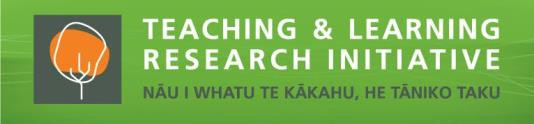 TEACHING & LEARNING
RESEARCH INITIATIVE
NĀU I WHATU TE KĀKAHU, HE TĀNIKO TAKU